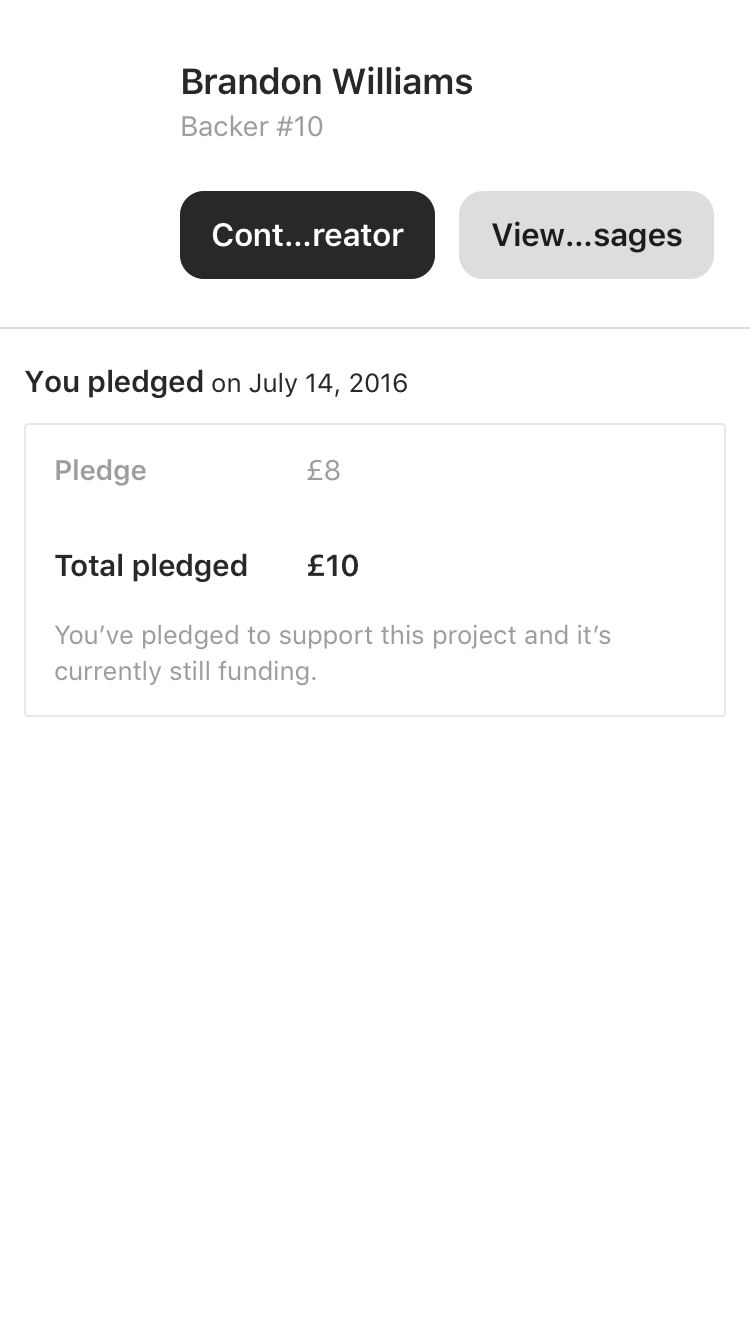 Brandon Williams
Backer #10
Cont...reator
View...sages
You pledged on July 14, 2016
Pledge £8
Total pledged £10
You’ve pledged to support this project and it’s
currently still funding.